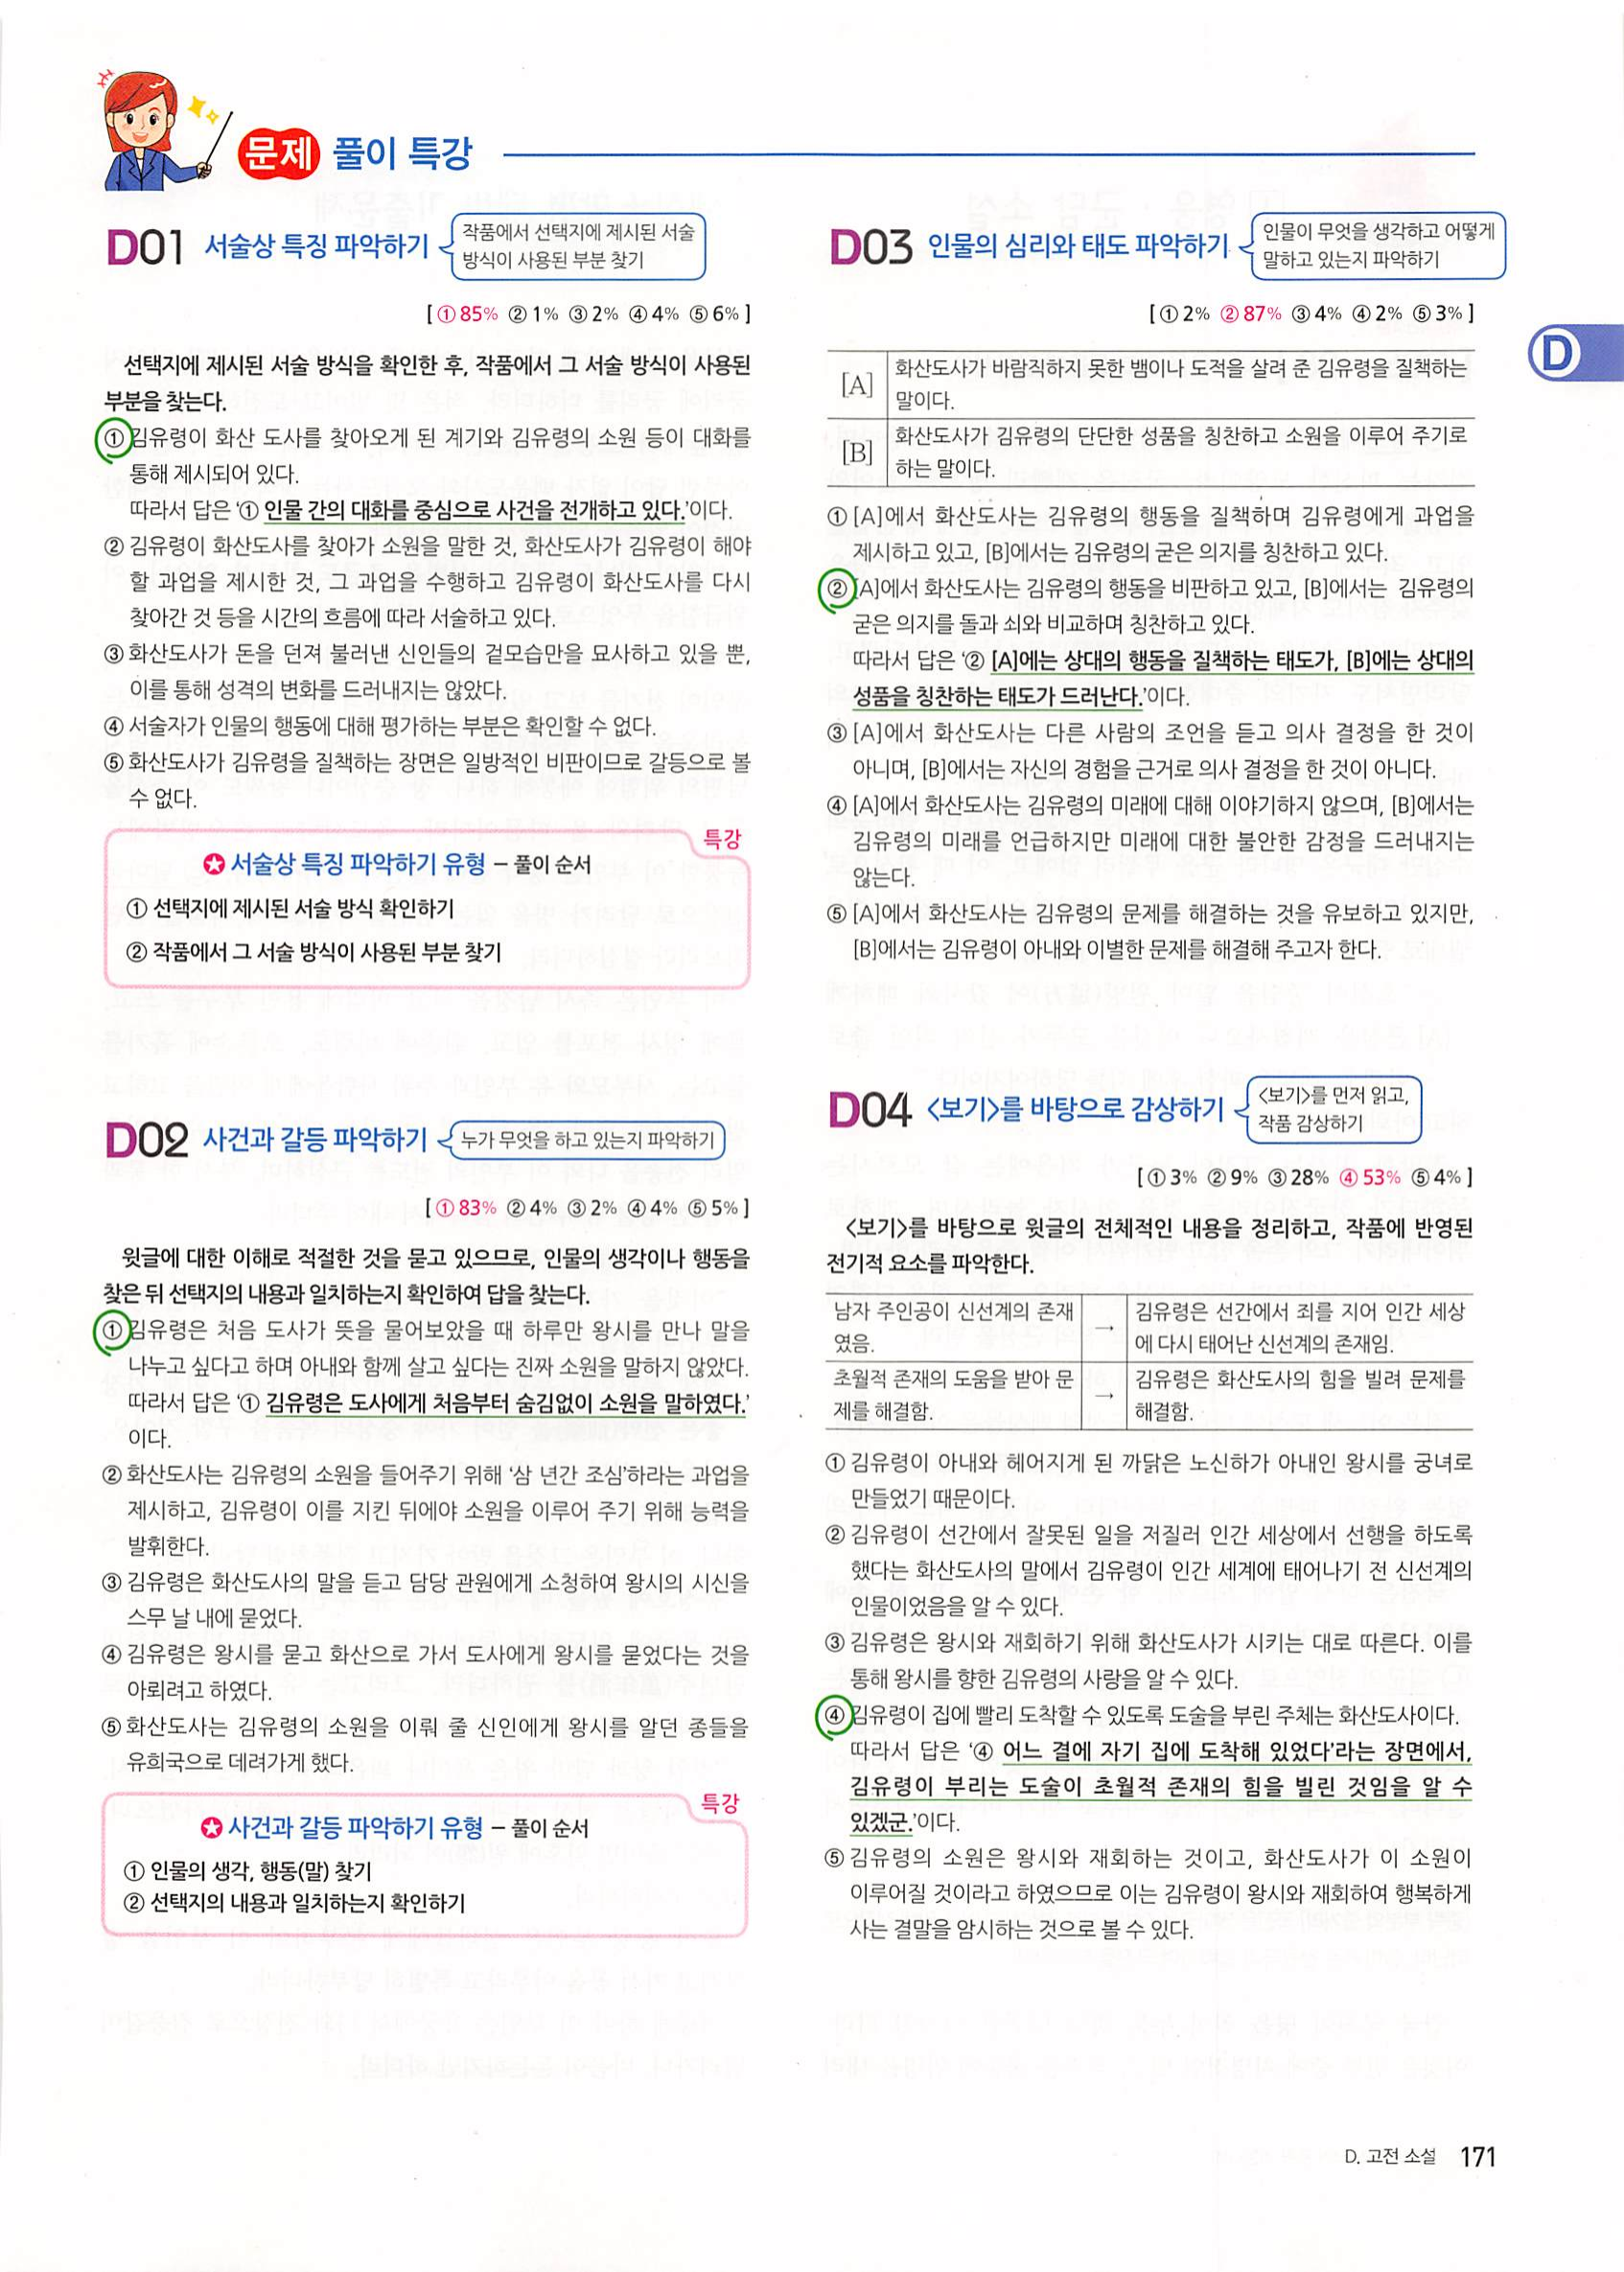 문제 풀이 특강
D01 서술상 특징 파악하기
작품에서 선택지에 제시된 서술
방식이 사용된 부분 찾기
[ ① 85% ② 1% ③ 2% ④ 4% ⑤ 6% ]
선택지에 제시된 서술 방식을 확인한 후, 작품에서 그 서술 방식이 사용된
부분을 찾는다.
① 김유령이 화산 도사를 찾아오게 된 계기와 김유령의 소원 등이 대화를
통해 제시되어 있다.
따라서 답은 '① 인물 간의 대화를 중심으로 사건을 전개하고 있다.'이다.
② 김유령이 화산도사를 찾아가 소원을 말한 것, 화산도사가 김유령이 해야
할 과업을 제시한 것, 그 과업을 수행하고 김유령이 화산도사를 다시
찾아간 것 등을 시간의 흐름에 따라 서술하고 있다.
③ 화산도사가 돈을 던져 불러낸 신인들의 겉모습만을 묘사하고 있을 뿐,
이를 통해 성격의 변화를 드러내지는 않았다.
④ 서술자가 인물의 행동에 대해 평가하는 부분은 확인할 수 없다.
⑤ 화산도사가 김유령을 질책하는 장면은 일방적인 비판이므로 갈등으로 볼
수 없다.
특강
서술상 특징 파악하기 유형 – 풀이 순서
① 선택지에 제시된 서술 방식 확인하기
② 작품에서 그 서술 방식이 사용된 부분 찾기
D02 사건과 갈등 파악하기
누가 무엇을 하고 있는지 파악하기
[ ① 83% ② 4% ③ 2% ④ 4% ⑤ 5% ]
윗글에 대한 이해로 적절한 것을 묻고 있으므로, 인물의 생각이나 행동을
찾은 뒤 선택지의 내용과 일치하는지 확인하여 답을 찾는다.
① 김유령은 처음 도사가 뜻을 물어보았을 때 하루만 왕시를 만나 말을
나누고 싶다고 하며 아내와 함께 살고 싶다는 진짜 소원을 말하지 않았다.
따라서 답은 '① 김유령은 도사에게 처음부터 숨김없이 소원을 말하였다.'
이다.
② 화산도사는 김유령의 소원을 들어주기 위해 '삼 년간 조심'하라는 과업을
제시하고, 김유령이 이를 지킨 뒤에야 소원을 이루어 주기 위해 능력을
발휘한다.
③ 김유령은 화산도사의 말을 듣고 담당 관원에게 소청하여 왕시의 시신을
스무 날 내에 묻었다.
④ 김유령은 왕시를 묻고 화산으로 가서 도사에게 왕시를 묻었다는 것을
아뢰려고 하였다.
⑤ 화산도사는 김유령의 소원을 이뤄 줄 신인에게 왕시를 알던 종들을
유희국으로 데려가게 했다.
특강
사건과 갈등 파악하기 유형 – 풀이 순서
① 인물의 생각, 행동(말) 찾기
② 선택지의 내용과 일치하는지 확인하기
D03 인물의 심리와 태도 파악하기
인물이 무엇을 생각하고 어떻게
말하고 있는지 파악하기
[ ① 2% ② 87% ③ 4% ④ 2% ⑤ 3% ]
[A] 화산도사가 바람직하지 못한 뱀이나 도적을 살려 준 김유령을 질책하는
말이다.
[B] 화산도사가 김유령의 단단한 성품을 칭찬하고 소원을 이루어 주기로
하는 말이다.
① [A]에서 화산도사는 김유령의 행동을 질책하며 김유령에게 과업을
제시하고 있고, [B]에서는 김유령의 굳은 의지를 칭찬하고 있다.
② [A]에서 화산도사는 김유령의 행동을 비판하고 있고, [B]에서는 김유령의
굳은 의지를 돌과 쇠와 비교하며 칭찬하고 있다.
따라서 답은 '② [A]에는 상대의 행동을 질책하는 태도가, [B]에는 상대의
성품을 칭찬하는 태도가 드러난다.'이다.
③ [A]에서 화산도사는 다른 사람의 조언을 듣고 의사 결정을 한 것이
아니며, [B]에서는 자신의 경험을 근거로 의사 결정을 한 것이 아니다.
④ [A]에서 화산도사는 김유령의 미래에 대해 이야기하지 않으며, [B]에서는
김유령의 미래를 언급하지만 미래에 대한 불안한 감정을 드러내지는
않는다.
⑤ [A]에서 화산도사는 김유령의 문제를 해결하는 것을 유보하고 있지만,
[B]에서는 김유령이 아내와 이별한 문제를 해결해 주고자 한다.
D
D04 <보기>를 바탕으로 감상하기
<보기>를 먼저 읽고,
작품 감상하기
[ ① 3% ② 9% ③ 28% ④ 53% ⑤ 4% ]
<보기>를 바탕으로 윗글의 전체적인 내용을 정리하고, 작품에 반영된
전기적 요소를 파악한다.
남자 주인공이 신선계의 존재 → 김유령은 선간에서 죄를 지어 인간 세상
였음. 에 다시 태어난 신선계의 존재임.
초월적 존재의 도움을 받아 문 → 김유령은 화산도사의 힘을 빌려 문제를
제를 해결함. 해결함.
① 김유령이 아내와 헤어지게 된 까닭은 노신하가 아내인 왕시를 궁녀로
만들었기 때문이다.
② 김유령이 선간에서 잘못된 일을 저질러 인간 세상에서 선행을 하도록
했다는 화산도사의 말에서 김유령이 인간 세계에 태어나기 전 신선계의
인물이었음을 알 수 있다.
③ 김유령은 왕시와 재회하기 위해 화산도사가 시키는 대로 따른다. 이를
통해 왕시를 향한 김유령의 사랑을 알 수 있다.
④ 김유령이 집에 빨리 도착할 수 있도록 도술을 부린 주체는 화산도사이다.
따라서 답은 '④ 어느 결에 자기 집에 도착해 있었다'라는 장면에서,
김유령이 부리는 도술이 초월적 존재의 힘을 빌린 것임을 알 수
있겠군.'이다.
⑤ 김유령의 소원은 왕시와 재회하는 것이고, 화산도사가 이 소원이
이루어질 것이라고 하였으므로 이는 김유령이 왕시와 재회하여 행복하게
사는 결말을 암시하는 것으로 볼 수 있다.
D. 고전 소설 171